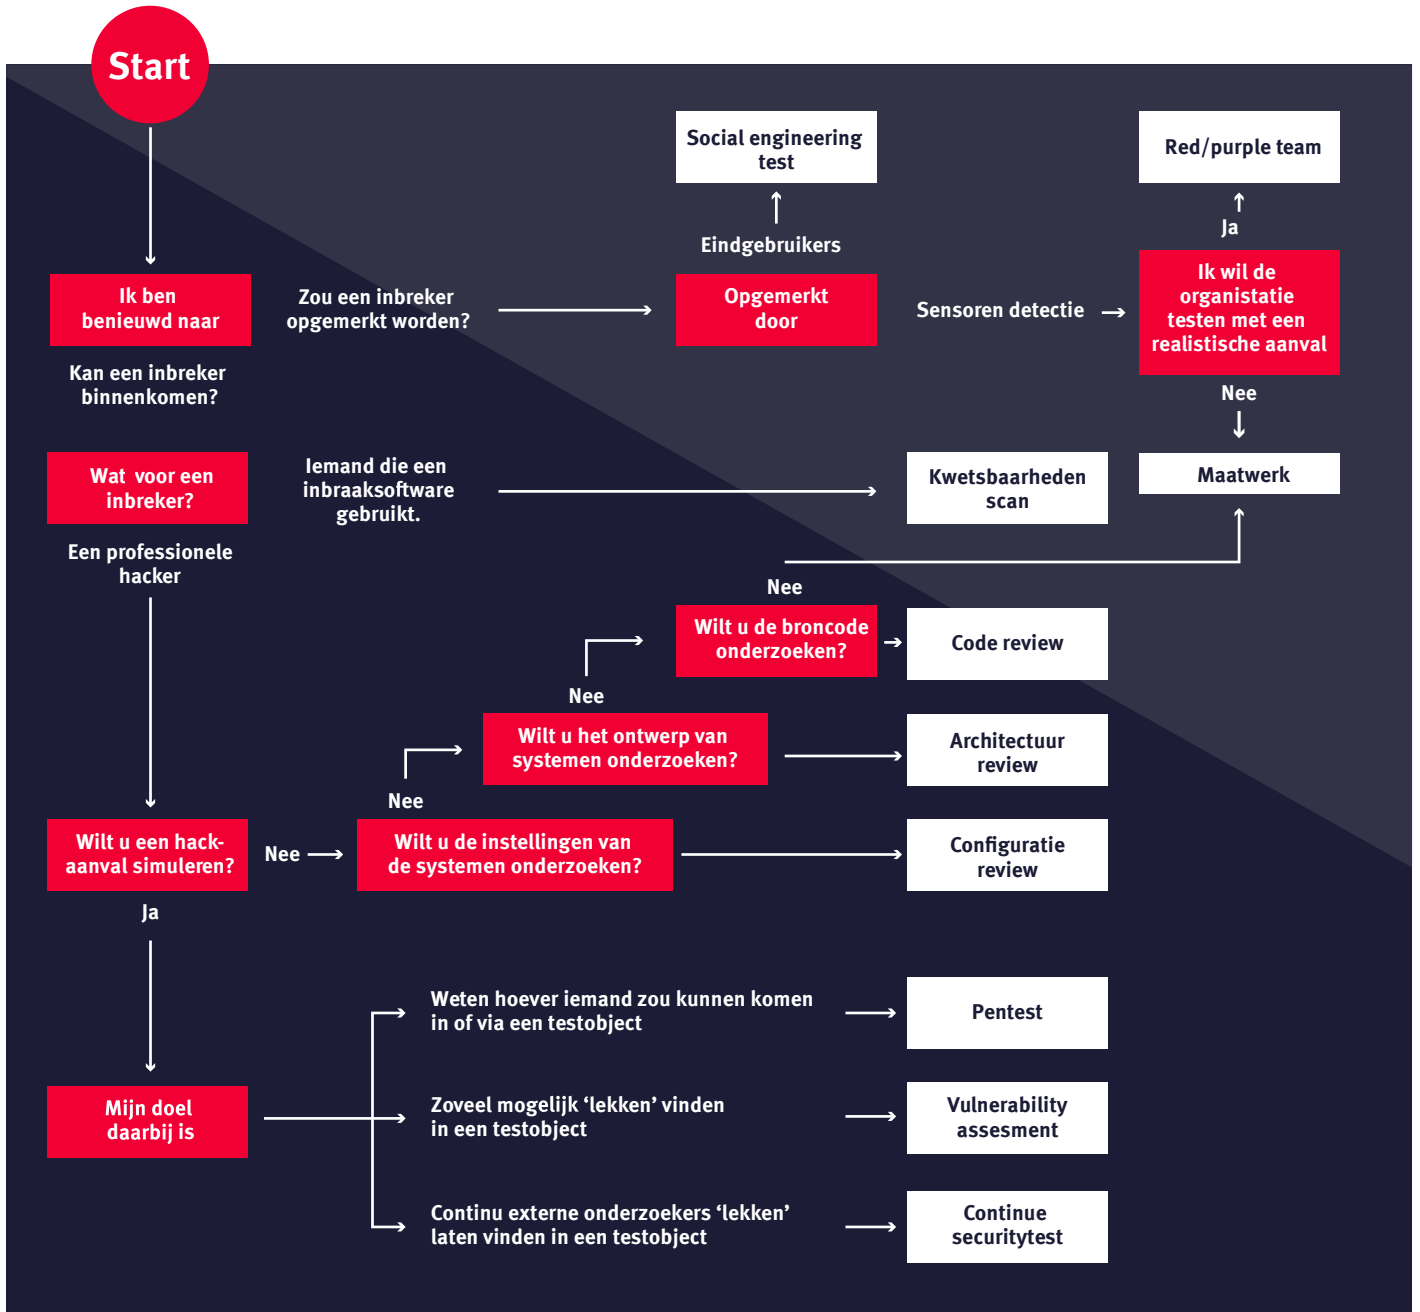 Start
Social engineering
test
Red/purple team
Eindgebruikers
Ja
Ik ben
benieuwd naar
Zou een inbreker
opgemerkt worden?
Opgemerkt
door
Sensoren detectie
Ik wil de
organistatie
testen met een
realistische aanval
Kan een inbreker
binnenkomen?
Nee
Wat voor een
inbreker?
Iemand die een
inbraaksoftware
gebruikt.
Kwetsbaarheden
scan
Maatwerk
Een professionele
hacker
Nee
Wilt u de broncode
onderzoeken?
Code review
Nee
Wilt u het ontwerp van
systemen onderzoeken?
Architectuur
review
Nee
Wilt u een hack-
aanval simuleren?
Nee
Wilt u de instellingen van
de systemen onderzoeken?
Configuratie
review
Ja
Weten hoever iemand zou kunnen komen
in of via een testobject
Pentest
Mijn doel
daarbij is
Zoveel mogelijk ‘lekken’ vinden
in een testobject
Vulnerability
assesment
Continu externe onderzoekers ‘lekken’
laten vinden in een testobject
Continue
securitytest